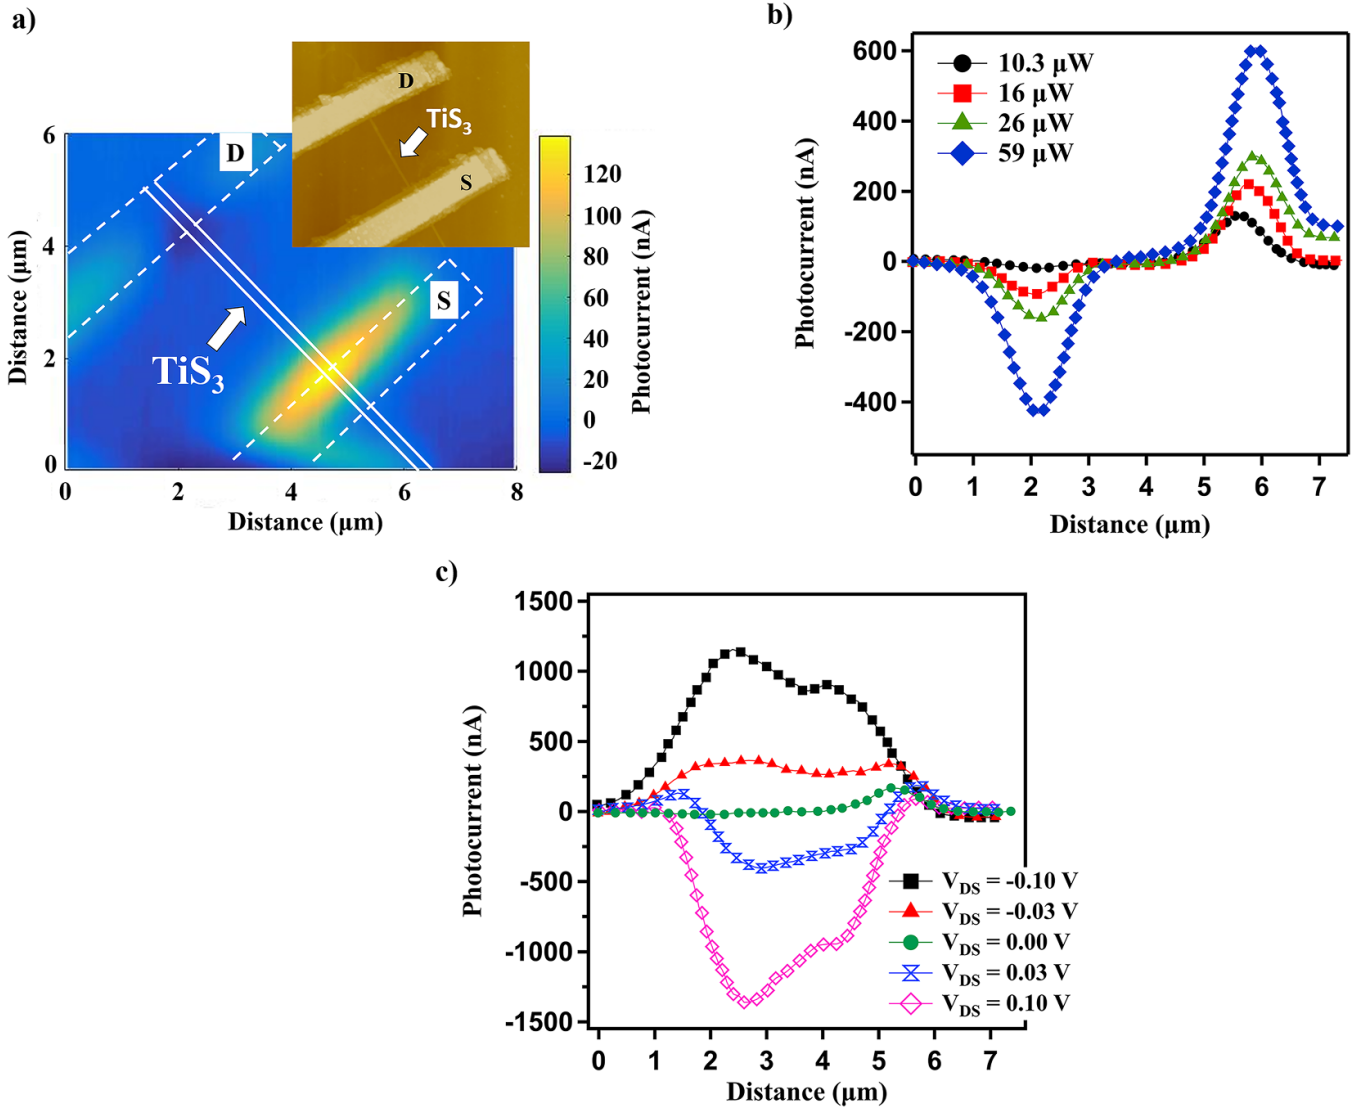 a)
D
TiS3
S
6
4
2
0
Distance (μm)
D
S
TiS3
0
2
4
6
8
Distance (μm)
120
100
80
60
40
20
0
-20
Photocurrent (nA)
b)
600
400
200
0
-200
-400
Photocurrent (nA)
10.3 μW
16 μW
26 μW
59 μW
0
1
2
3
4
5
6
7
Distance (μm)
c)
1500
1000
500
0
-500
-1000
-1500
Photocurrent (nA)
VDS = -0.10 V
VDS = -0.03 V
VDS = 0.00 V
VDS = 0.03 V
VDS = 0.10 V
0
1
2
3
4
5
6
7
Distance (μm)